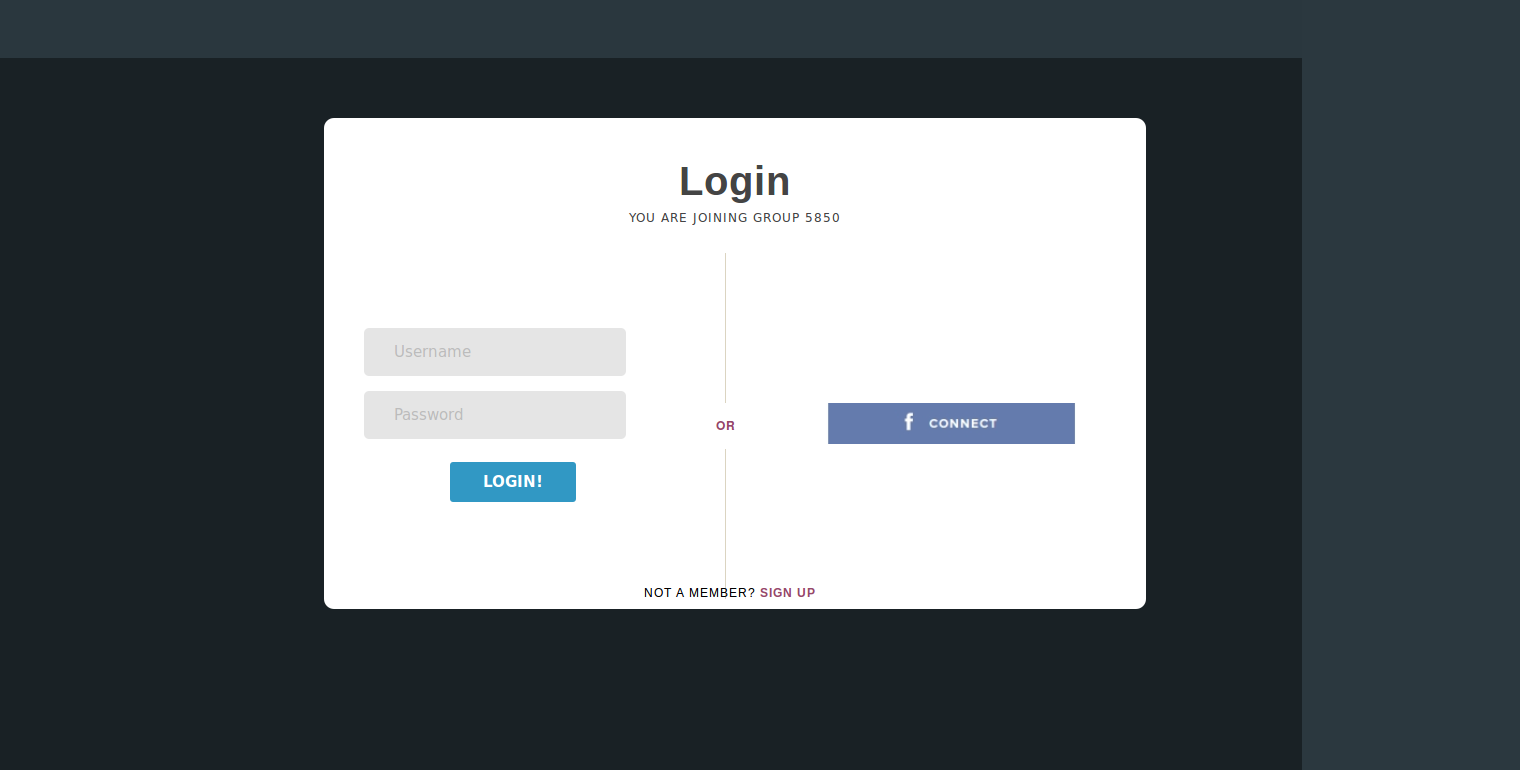 Login
YOU ARE JOINING GROUP 5850
Username
Password
LOGIN!
OR
f CONNECT
NOT A MEMBER? SIGN UP